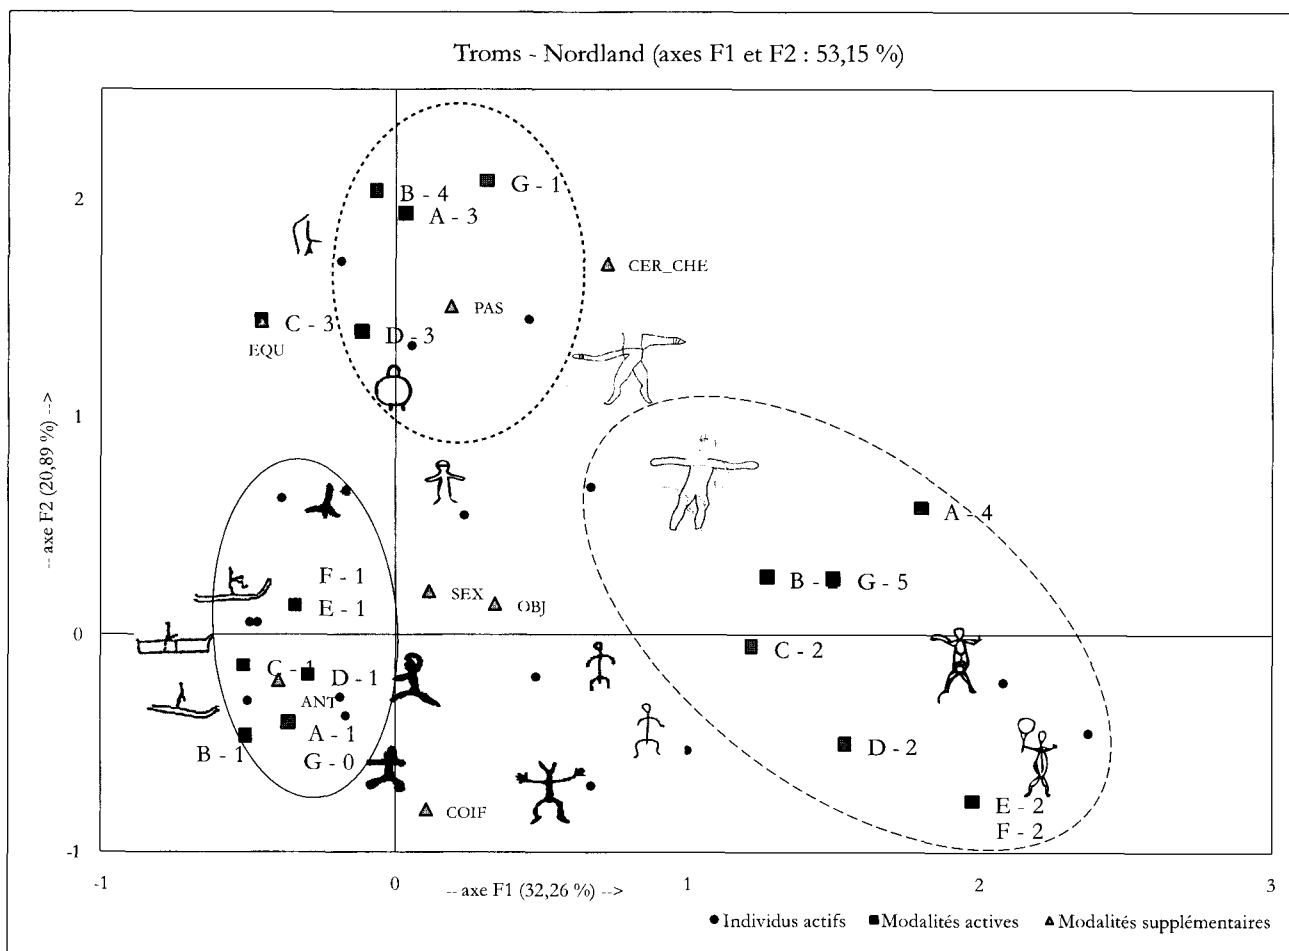 Troms - Nordland (axes F1 et F2 : 53,15 %)
2
B - 4
G - 1
A - 3
CER_CHE
PAS
C - 3
D - 3
EQU
1
-- axe F2 (20,89 %) -->
A - 4
F - 1
B -
G - 5
SEX
OBJ
E - 1
0
C - 1
C - 2
D - 1
ANT
A - 1
D - 2
B - 1
G - 0
COIF
E - 2
F - 2
-1
-1
0
-- axe F1 (32,26 %) -->
1
2
3
Individus actifs
Modalités actives
Modalités supplémentaires